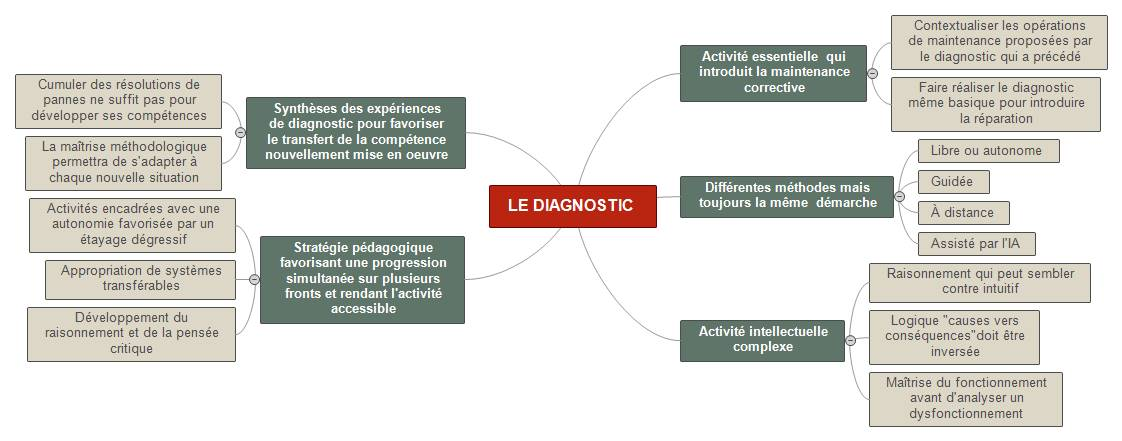 LE DIAGNOSTIC
Activité essentielle  qui
introduit la maintenance
corrective
Contextualiser les opérations
de maintenance proposées par
le diagnostic qui a précédé
Faire réaliser le diagnostic
même basique pour introduire
la réparation
Différentes méthodes mais
toujours la même  démarche
Libre ou autonome
Guidée
À distance
Assisté par l'IA
Activité intellectuelle
complexe
Raisonnement qui peut sembler
contre intuitif
Logique "causes vers
conséquences"doit être
inversée
Maîtrise du fonctionnement
avant d'analyser un
dysfonctionnement
Synthèses des expériences
de diagnostic pour favoriser
le transfert de la compétence
nouvellement mise en oeuvre
Cumuler des résolutions de
pannes ne suffit pas pour
développer ses compétences
La maîtrise méthodologique
permettra de s'adapter à
chaque nouvelle situation
Stratégie pédagogique
favorisant une progression
simultanée sur plusieurs
fronts et rendant l'activité
accessible
Activités encadrées avec une
autonomie favorisée par un
étayage dégressif
Appropriation de systèmes
transférables
Développement du
raisonnement et de la pensée
critique